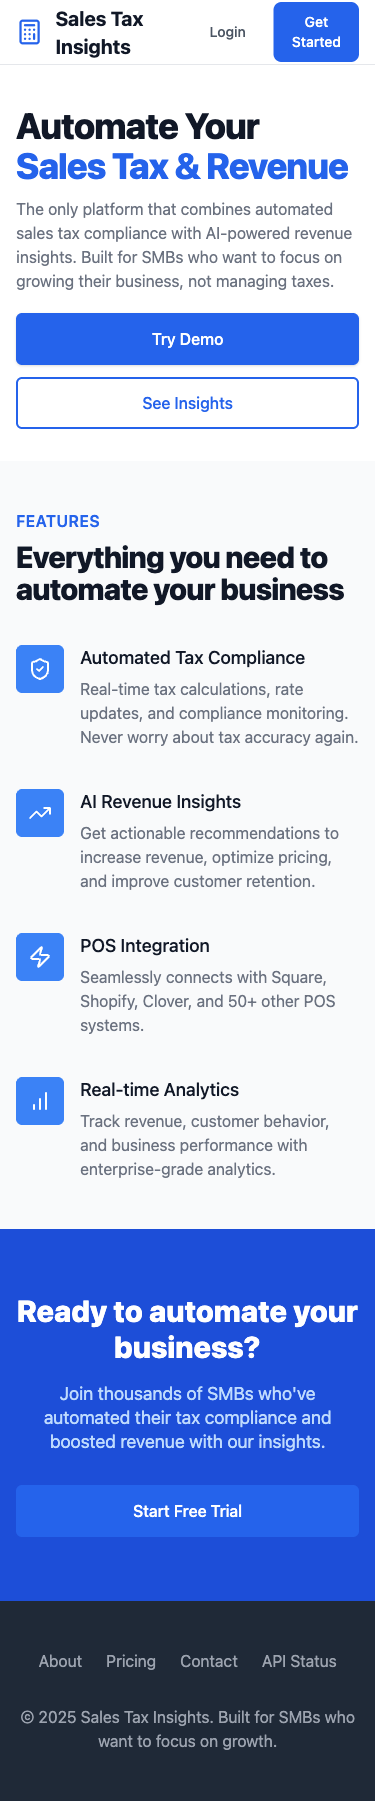 Sales Tax
Insights
Login
Get
Started
Automate Your
Sales Tax & Revenue
The only platform that combines automated
sales tax compliance with AI-powered revenue
insights. Built for SMBs who want to focus on
growing their business, not managing taxes.
Try Demo
See Insights
FEATURES
Everything you need to
automate your business
Automated Tax Compliance
Real-time tax calculations, rate
updates, and compliance monitoring.
Never worry about tax accuracy again.
AI Revenue Insights
Get actionable recommendations to
increase revenue, optimize pricing,
and improve customer retention.
POS Integration
Seamlessly connects with Square,
Shopify, Clover, and 50+ other POS
systems.
Real-time Analytics
Track revenue, customer behavior,
and business performance with
enterprise-grade analytics.
Ready to automate your
business?
Join thousands of SMBs who've
automated their tax compliance and
boosted revenue with our insights.
Start Free Trial
About Pricing Contact API Status
© 2025 Sales Tax Insights. Built for SMBs who
want to focus on growth.